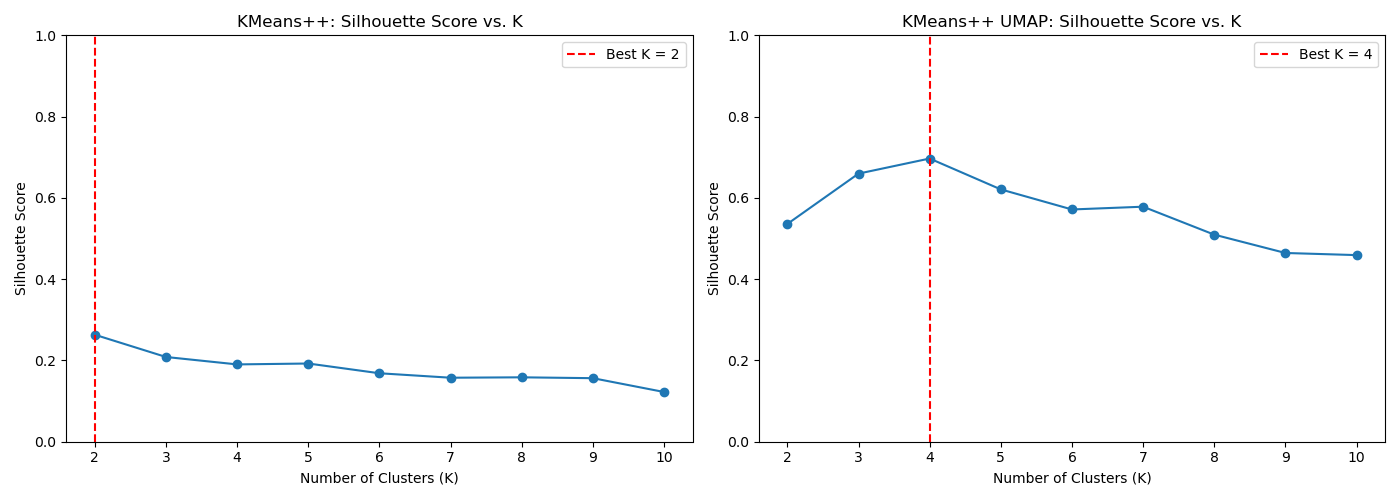 KMeans++: Silhouette Score vs. K
Best K = 2
1.0
0.8
0.6
0.4
0.2
0.0
Silhouette Score
2 3 4 5 6 7 8 9 10
Number of Clusters (K)
KMeans++ UMAP: Silhouette Score vs. K
Best K = 4
1.0
0.8
0.6
0.4
0.2
0.0
Silhouette Score
2 3 4 5 6 7 8 9 10
Number of Clusters (K)